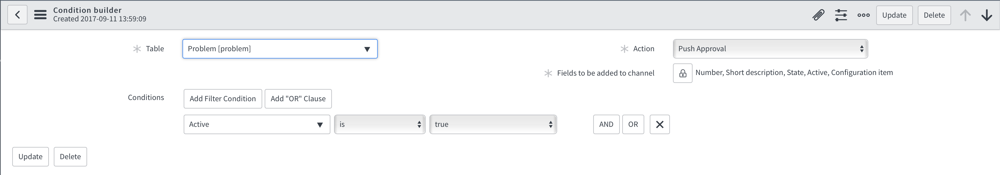 Condition builder
Created 2017-09-11 13:59:09
Update Delete
Table Problem [problem] Action Push Approval
Fields to be added to channel Number, Short description, State, Active, Configuration item
Conditions Add Filter Condition Add "OR" Clause
Active is true AND OR
Update Delete